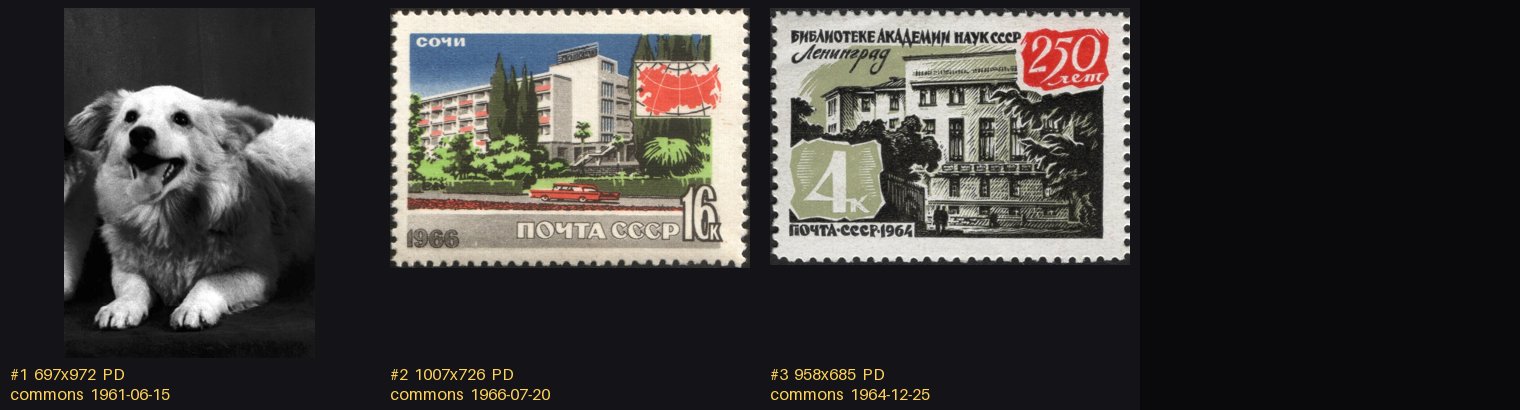 СОЧИ
1966
ПОЧТА СССР 16К
БИБЛИОТЕКЕ АКАДЕМИИ НАУК СССР
Ленинград
250
лет
4К
ПОЧТА·СССР·1964
#1 697x972 PD
commons 1961-06-15
#2 1007x726 PD
commons 1966-07-20
#3 958x685 PD
commons 1964-12-25